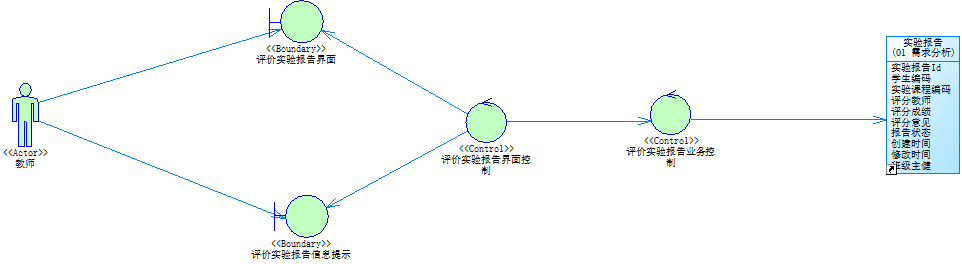 <<Boundary>>
评价实验报告界面
<<Actor>>
教师
<<Control>>
评价实验报告界面控
制
<<Control>>
评价实验报告业务控
制
<<Boundary>>
评价实验报告信息提示
实验报告
(01 需求分析)
实验报告Id
学生编码
实验课程编码
评分教师
评分成绩
评分意见
报告状态
创建时间
修改时间
班级主健